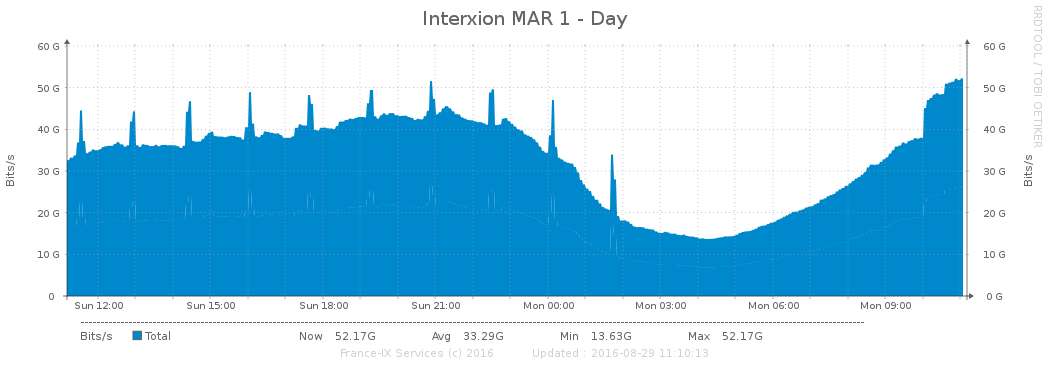 Interxion MAR 1 - Day
RRDTOOL / TOBI OETIKER
60 G 60 G
50 G 50 G
40 G 40 G
30 G 30 G
20 G 20 G
10 G 10 G
0 0 G
Bits/s
Bits/s
Sun 12:00 Sun 15:00 Sun 18:00 Sun 21:00 Mon 00:00 Mon 03:00 Mon 06:00 Mon 09:00
Bits/s Total Now 52.17G Avg 33.29G Min 13.63G Max 52.17G
France-IX Services (c) 2016 Updated : 2016-08-29 11:10:13